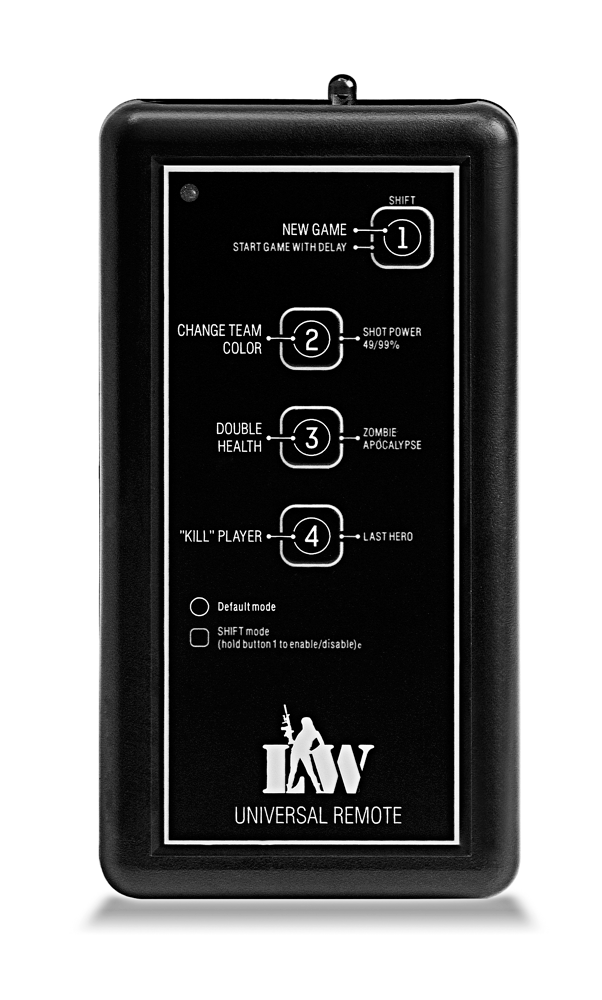 SHIFT
NEW GAME
1
START GAME WITH DELAY
CHANGE TEAM
COLOR
2
SHOT POWER
49/99%
DOUBLE
HEALTH
3
ZOMBIE
APOCALYPSE
"KILL" PLAYER
4
LAST HERO
Default mode
SHIFT mode
(hold button 1 to enable/disable)
LW
UNIVERSAL REMOTE